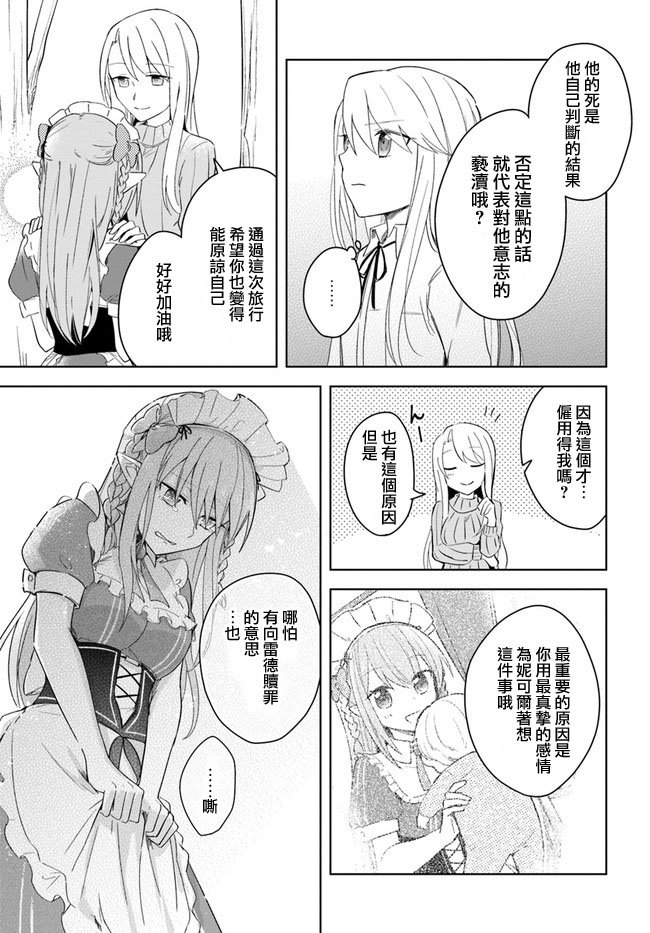 他的死是
他自己判斷的結果
否定這點的話
就代表對他意志的
褻瀆哦?
……
通過這次旅行
希望你也變得
能原諒自己
好好加油哦
因為這個才…
僱用得我嗎?
んー
也有這個原因
但是
最重要的原因是
你用最真摯的感情
為妮可爾著想
這件事哦
哪怕
有向雷德贖罪
的意思
…也
……嘶